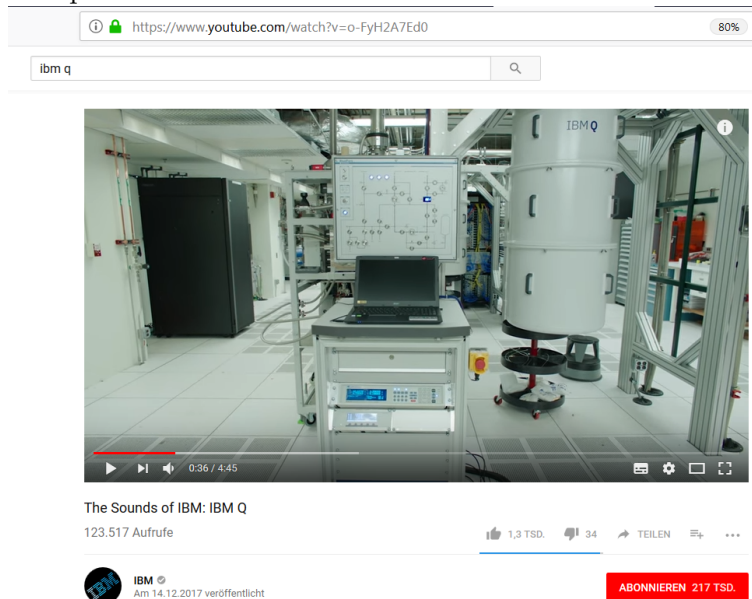 https://www.youtube.com/watch?v=o-FyH2A7Ed0
80%
ibm q
IBM Q
0:36 / 4:45
The Sounds of IBM: IBM Q
123.517 Aufrufe
1,3 TSD.
34
TEILEN
IBM
Am 14.12.2017 veröffentlicht
IBM
ABONNIEREN 217 TSD.